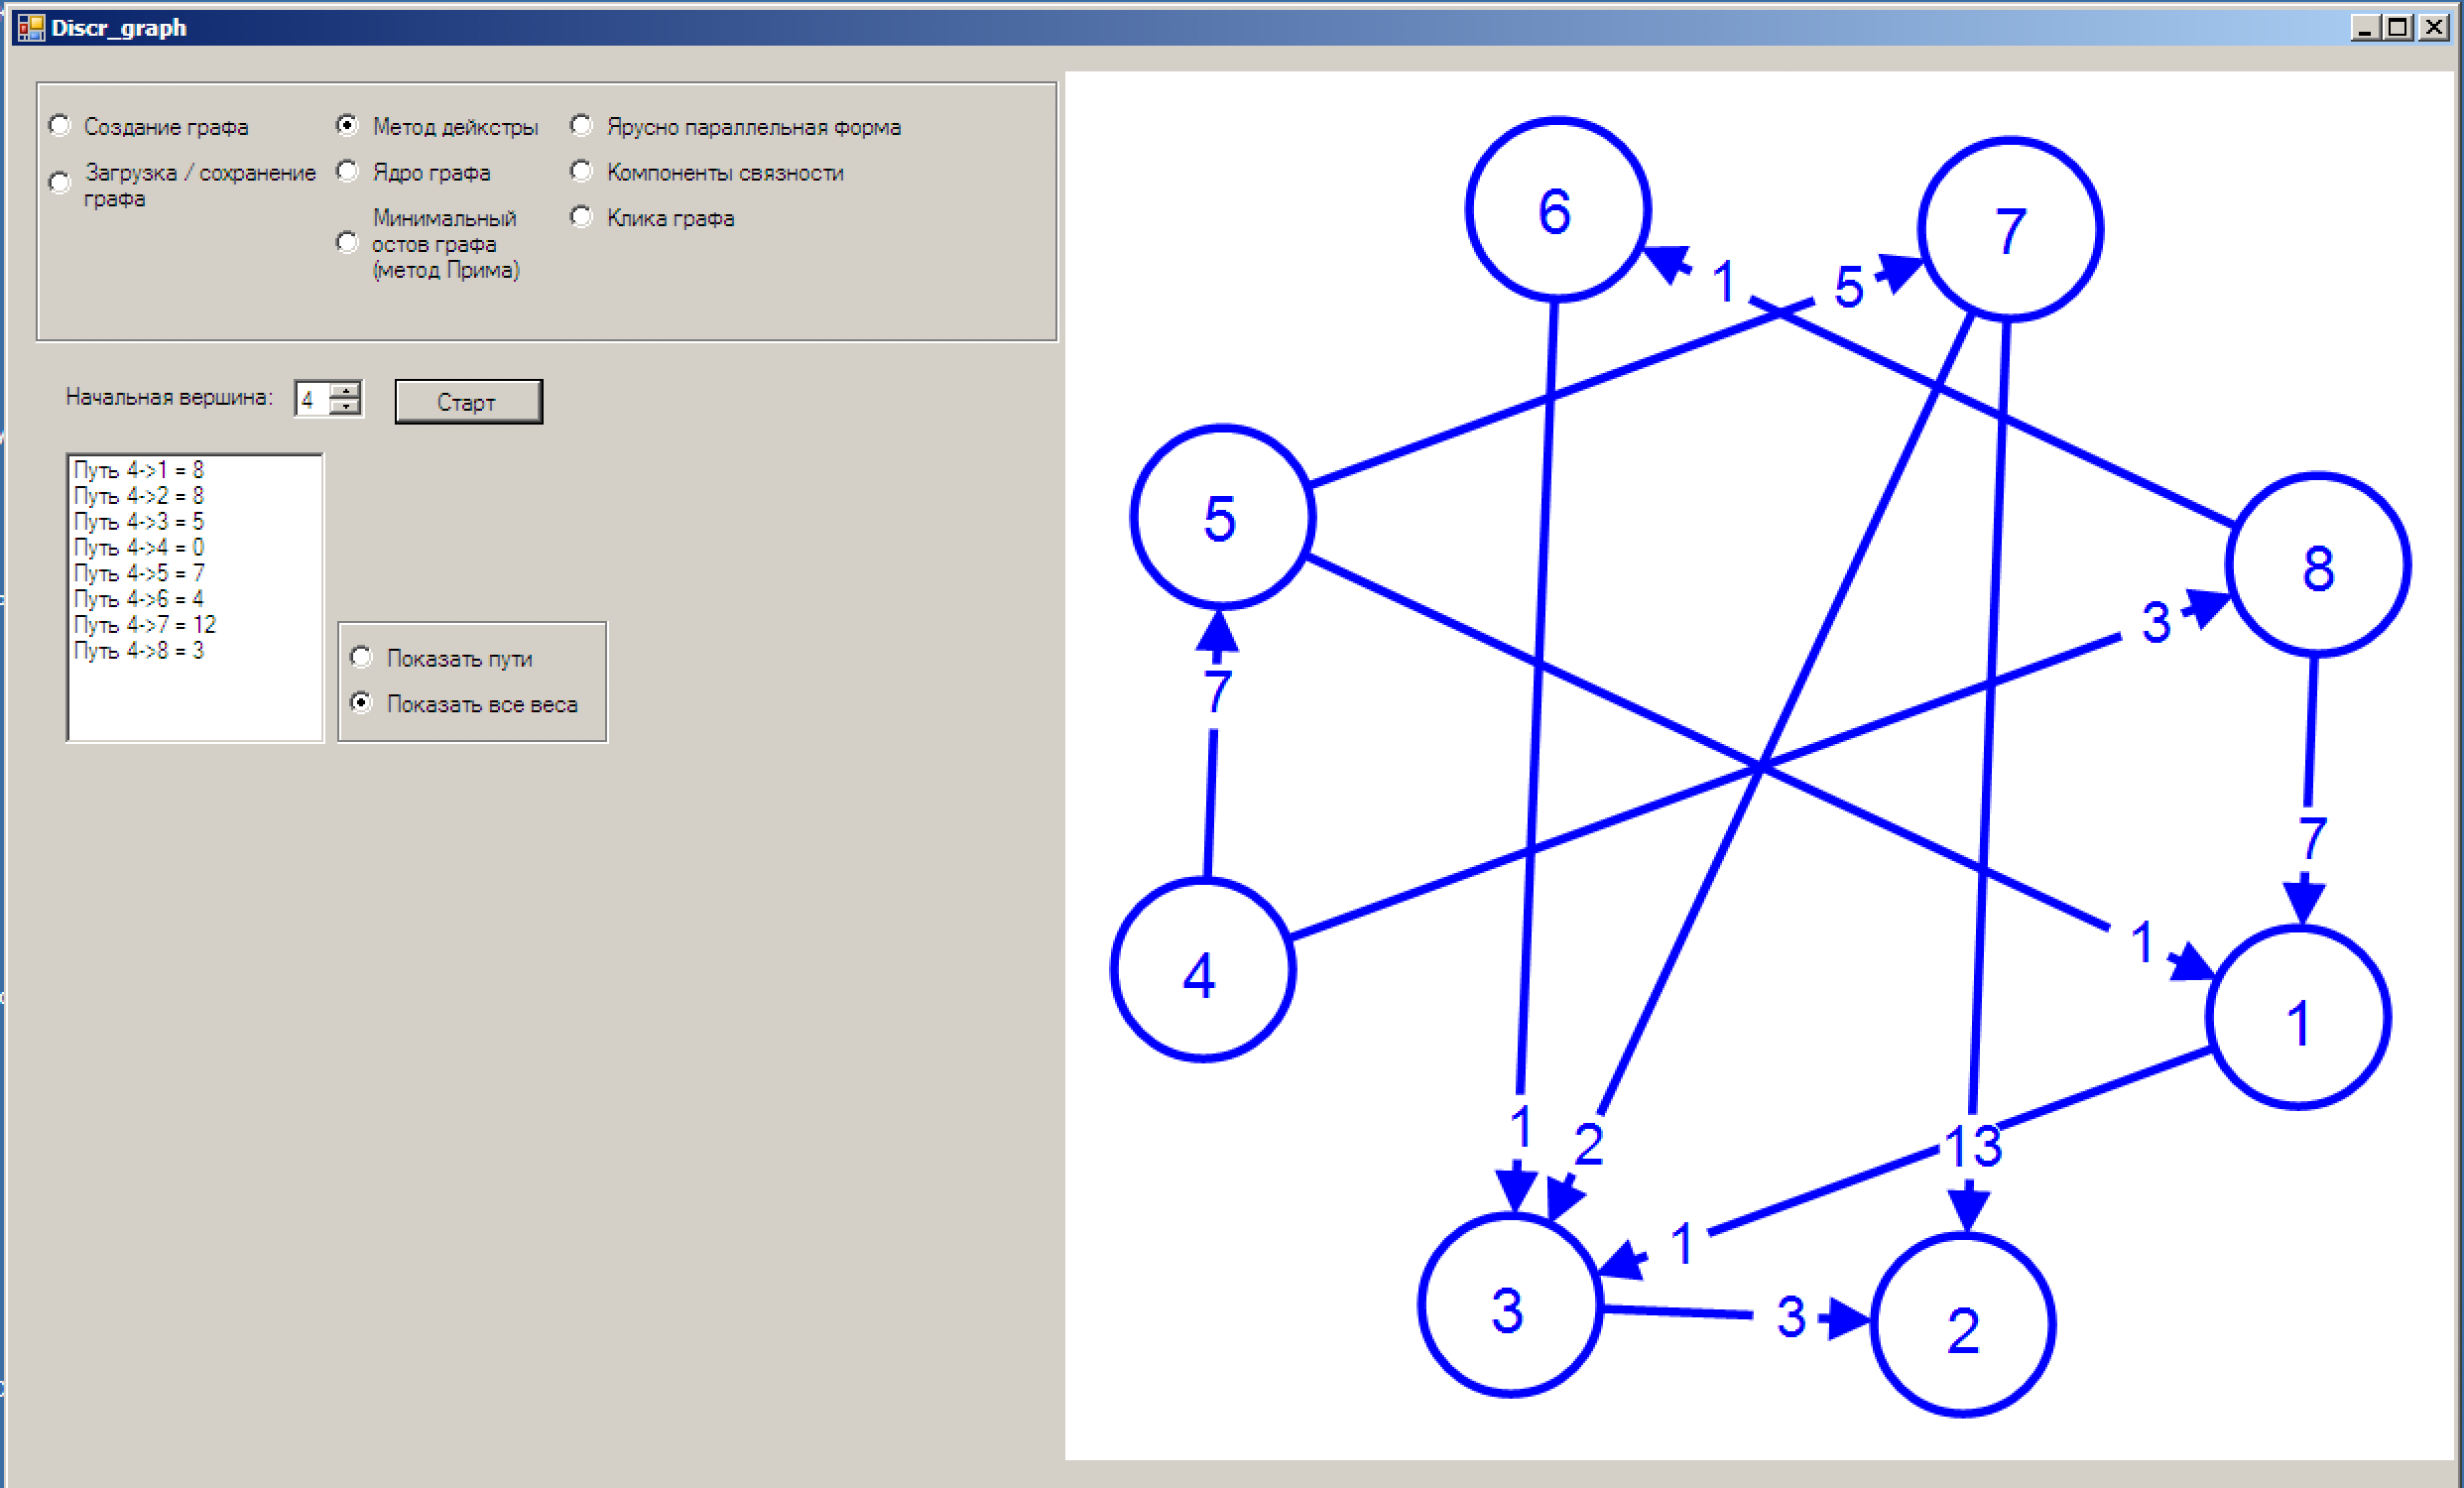 Discr_graph
Создание графа
Загрузка / сохранение
графа
Метод дейкстры
Ядро графа
Минимальный
остов графа
(метод Прима)
Ярусно параллельная форма
Компоненты связности
Клика графа
Начальная вершина:
4
Старт
Путь 4->1 = 8
Путь 4->2 = 8
Путь 4->3 = 5
Путь 4->4 = 0
Путь 4->5 = 7
Путь 4->6 = 4
Путь 4->7 = 12
Путь 4->8 = 3
Показать пути
Показать все веса
6
7
1
5
5
8
3
7
7
1
4
1
1
2
13
1
3
3
2